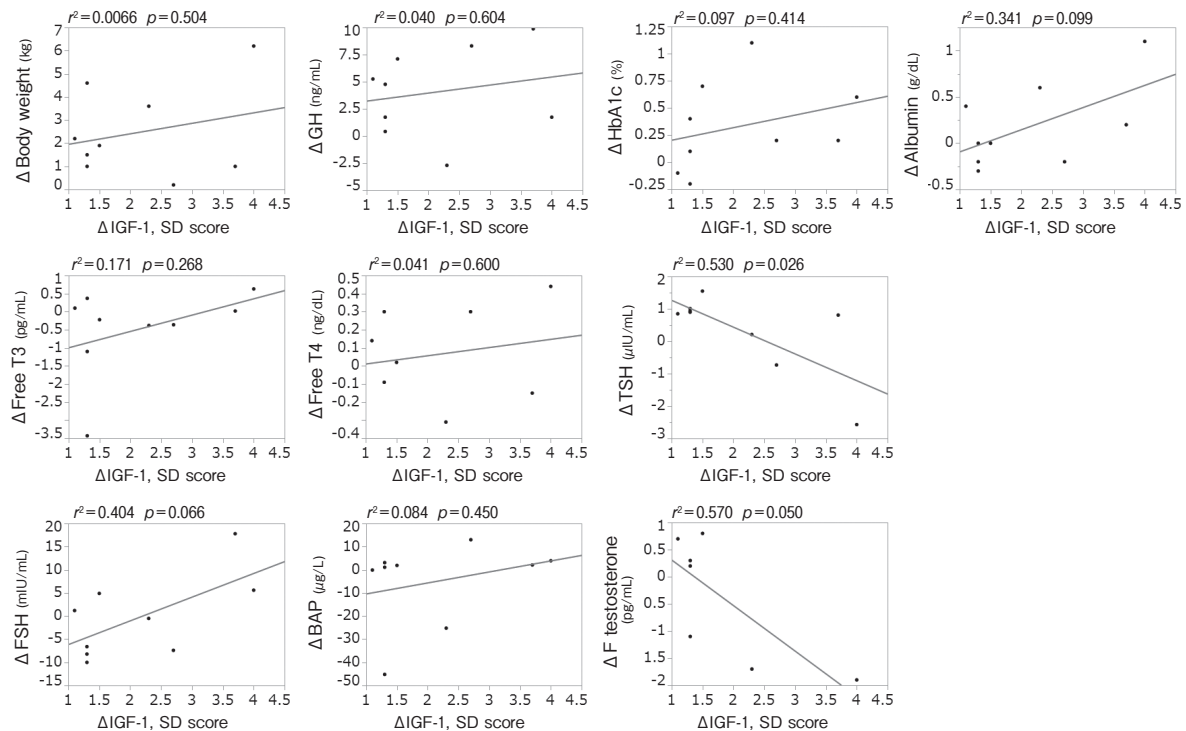 r²=0.0066 p=0.504
ΔBody weight (kg)
7
6
5
4
3
2
1
0
1 1.5 2 2.5 3 3.5 4 4.5
ΔIGF-1, SD score
r²=0.040 p=0.604
ΔGH (ng/mL)
10
7.5
5
2.5
0
-2.5
-5
1 1.5 2 2.5 3 3.5 4 4.5
ΔIGF-1, SD score
r²=0.097 p=0.414
ΔHbA1c (%)
1.25
1
0.75
0.5
0.25
0
-0.25
1 1.5 2 2.5 3 3.5 4 4.5
ΔIGF-1, SD score
r²=0.341 p=0.099
ΔAlbumin (g/dL)
1
0.5
0
-0.5
1 1.5 2 2.5 3 3.5 4 4.5
ΔIGF-1, SD score
r²=0.171 p=0.268
ΔFree T3 (pg/mL)
1
0.5
0
-0.5
-1
-1.5
-2
-2.5
-3.5
1 1.5 2 2.5 3 3.5 4 4.5
ΔIGF-1, SD score
r²=0.041 p=0.600
ΔFree T4 (ng/dL)
0.5
0.4
0.3
0.2
0.1
0
-0.1
-0.2
0.4
1 1.5 2 2.5 3 3.5 4 4.5
ΔIGF-1, SD score
r²=0.530 p=0.026
ΔTSH (μIU/mL)
2
1
0
-1
-2
-3
1 1.5 2 2.5 3 3.5 4 4.5
ΔIGF-1, SD score
r²=0.404 p=0.066
ΔFSH (mIU/mL)
20
15
10
5
0
-5
-10
-15
1 1.5 2 2.5 3 3.5 4 4.5
ΔIGF-1, SD score
r²=0.084 p=0.450
ΔBAP (μg/L)
20
10
0
-10
-20
-30
-40
-50
1 1.5 2 2.5 3 3.5 4 4.5
ΔIGF-1, SD score
r²=0.570 p=0.050
ΔF testosterone
(pg/mL)
1
0.5
0
0.5
-1
1.5
-2
1 1.5 2 2.5 3 3.5 4 4.5
ΔIGF-1, SD score